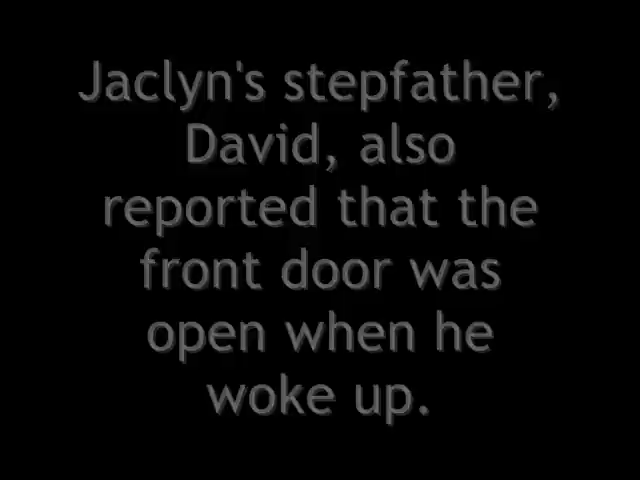 Jaclyn's stepfather,
David, also
reported that the
front door was
open when he
woke up.